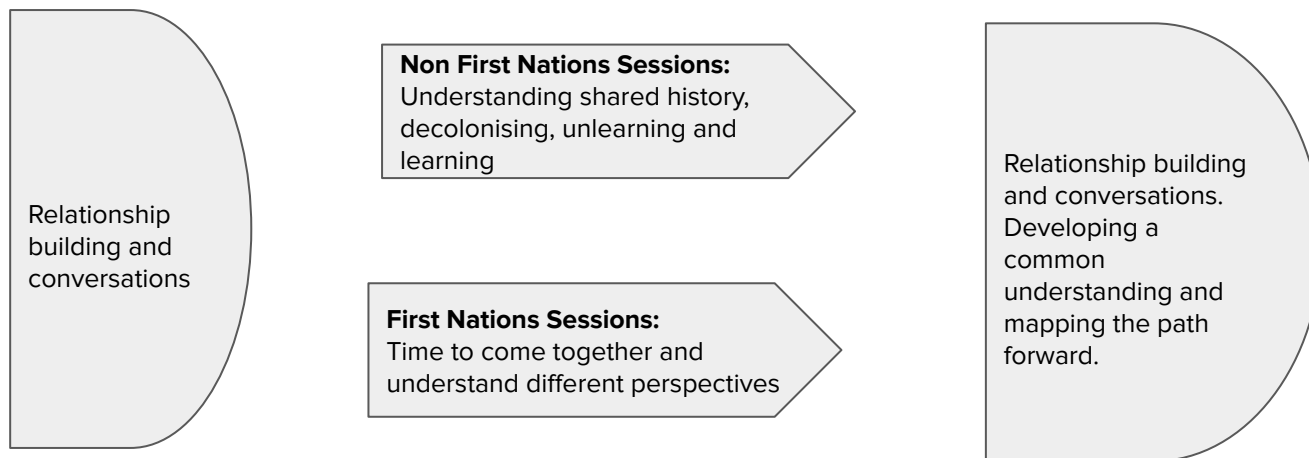 Relationship
building and
conversations
Non First Nations Sessions:
Understanding shared history,
decolonising, unlearning and
learning
First Nations Sessions:
Time to come together and
understand different perspectives
Relationship building
and conversations.
Developing a
common
understanding and
mapping the path
forward.